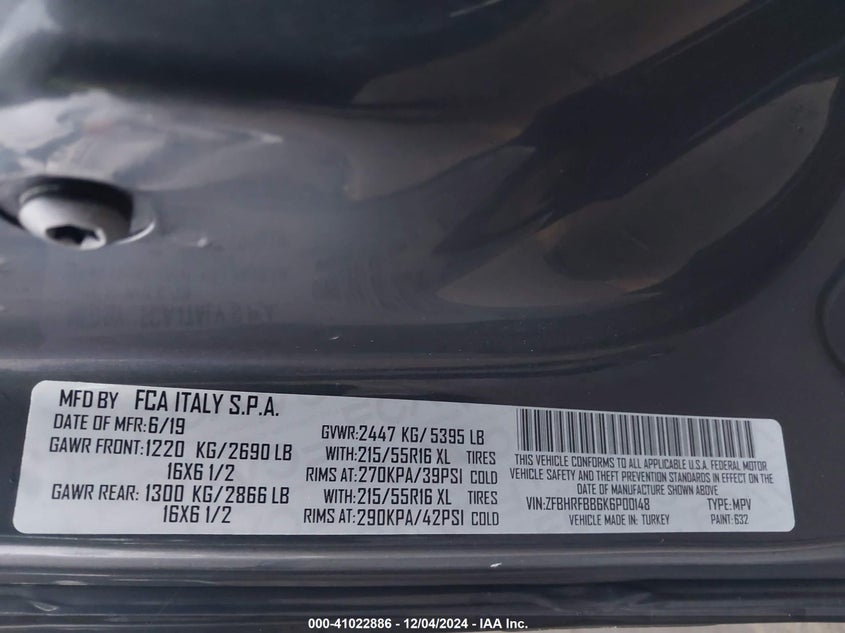 MFD BY FCA ITALY S.P.A.
DATE OF MFR:6/19
GAWR FRONT:1220 KG/2690 LB
16X6 1/2
GAWR REAR:1300 KG/2866 LB
16X6 1/2
GVWR:2447 KG/5395 LB
WITH:215/55R16 XL TIRES
RIMS AT:270KPA/39PSI COLD
WITH:215/55R16 XL TIRES
RIMS AT:290KPA/42PSI COLD
THIS VEHICLE CONFORMS TO ALL APPLICABLE U.S.A. FEDERAL MOTOR
VEHICLE SAFETY AND THEFT PREVENTION STANDARDS IN EFFECT ON
THE DATE OF MANUFACTURE SHOWN ABOVE
VIN:ZFBHRFBB6K6P00148 TYPE:MPV
VEHICLE MADE IN: TURKEY PAINT:632
000-41022886 - 12/04/2024 - IAA Inc.